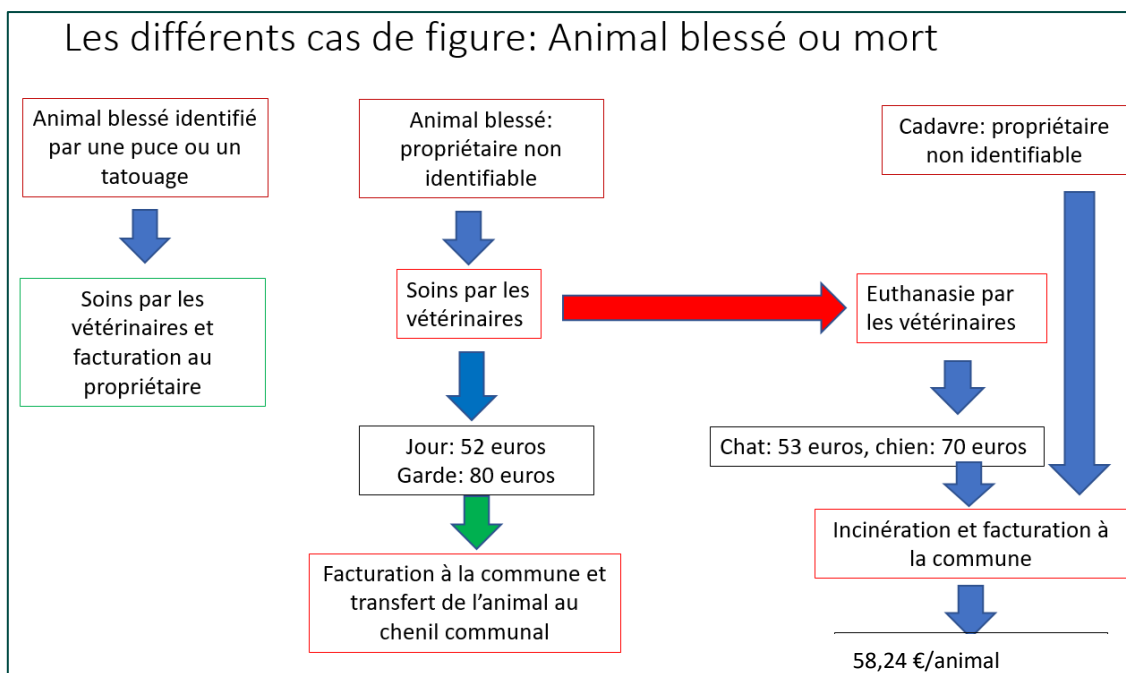 Les différents cas de figure: Animal blessé ou mort
Animal blessé identifié
par une puce ou un
tatouage
Soins par les
vétérinaires et
facturation au
propriétaire
Animal blessé:
propriétaire non
identifiable
Soins par les
vétérinaires
Jour: 52 euros
Garde: 80 euros
Facturation à la commune et
transfert de l’animal au
chenil communal
Euthanasie par
les vétérinaires
Chat: 53 euros, chien: 70 euros
Cadavre: propriétaire
non identifiable
Incinération et facturation à
la commune
58,24 €/animal